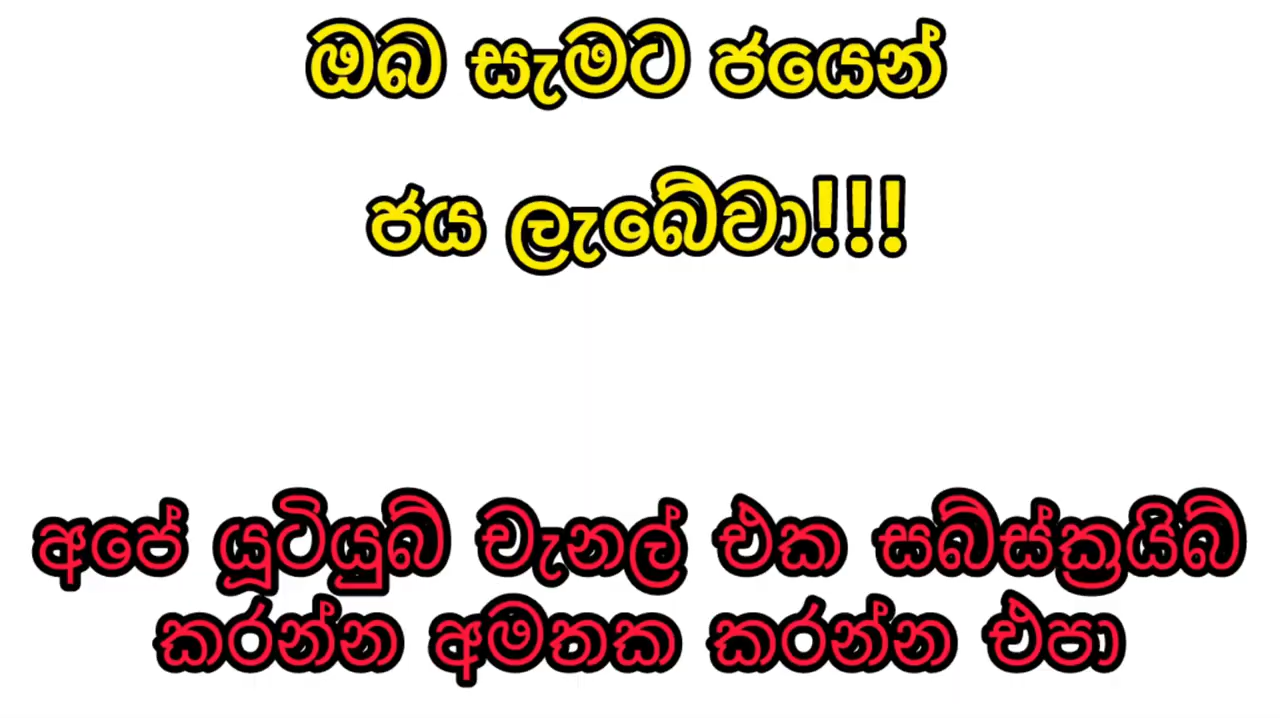 ඔබ සැමට ජයෙන්
ජය ලැබේවා!!!
අපේ යූටියුබ් චැනල් එක සබ්ස්ක්‍රයිබ්
කරන්න අමතක කරන්න එපා